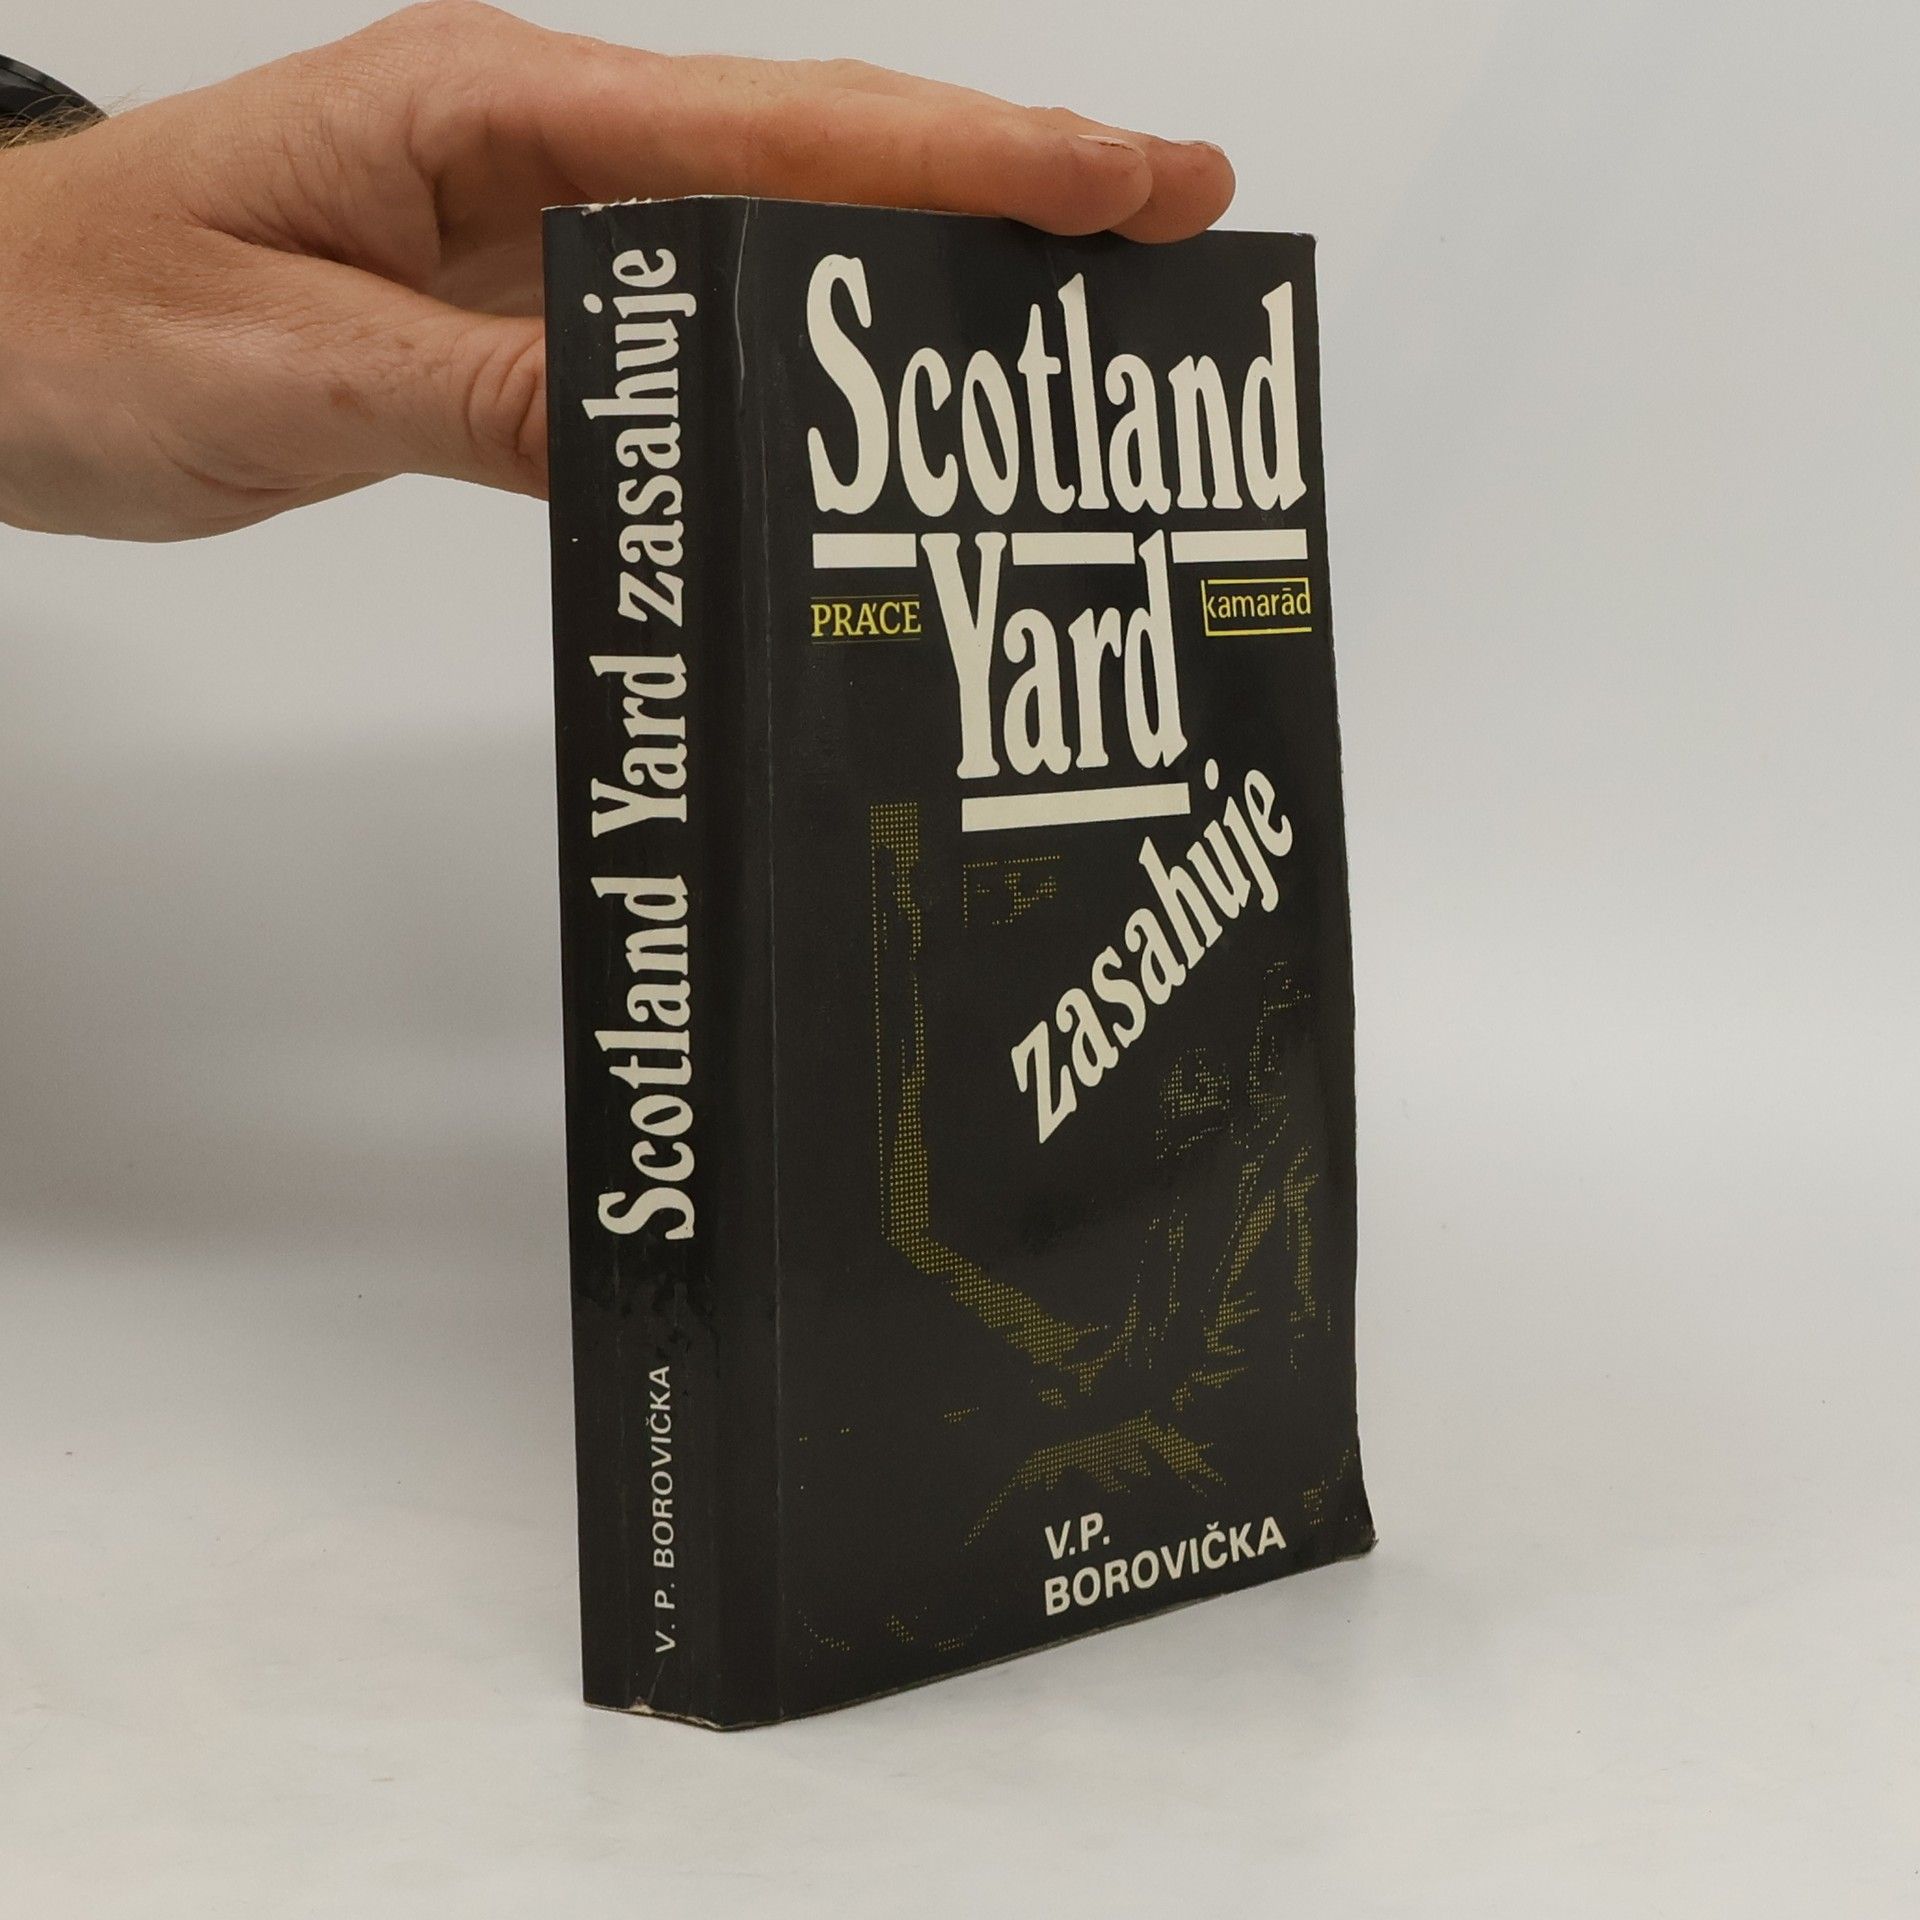 Scotland Yard zasahuje
V. P. BOROVIČKA
Scotland
Yard
PRÁCE
kamarád
zasahuje
V.P.
BOROVIČKA